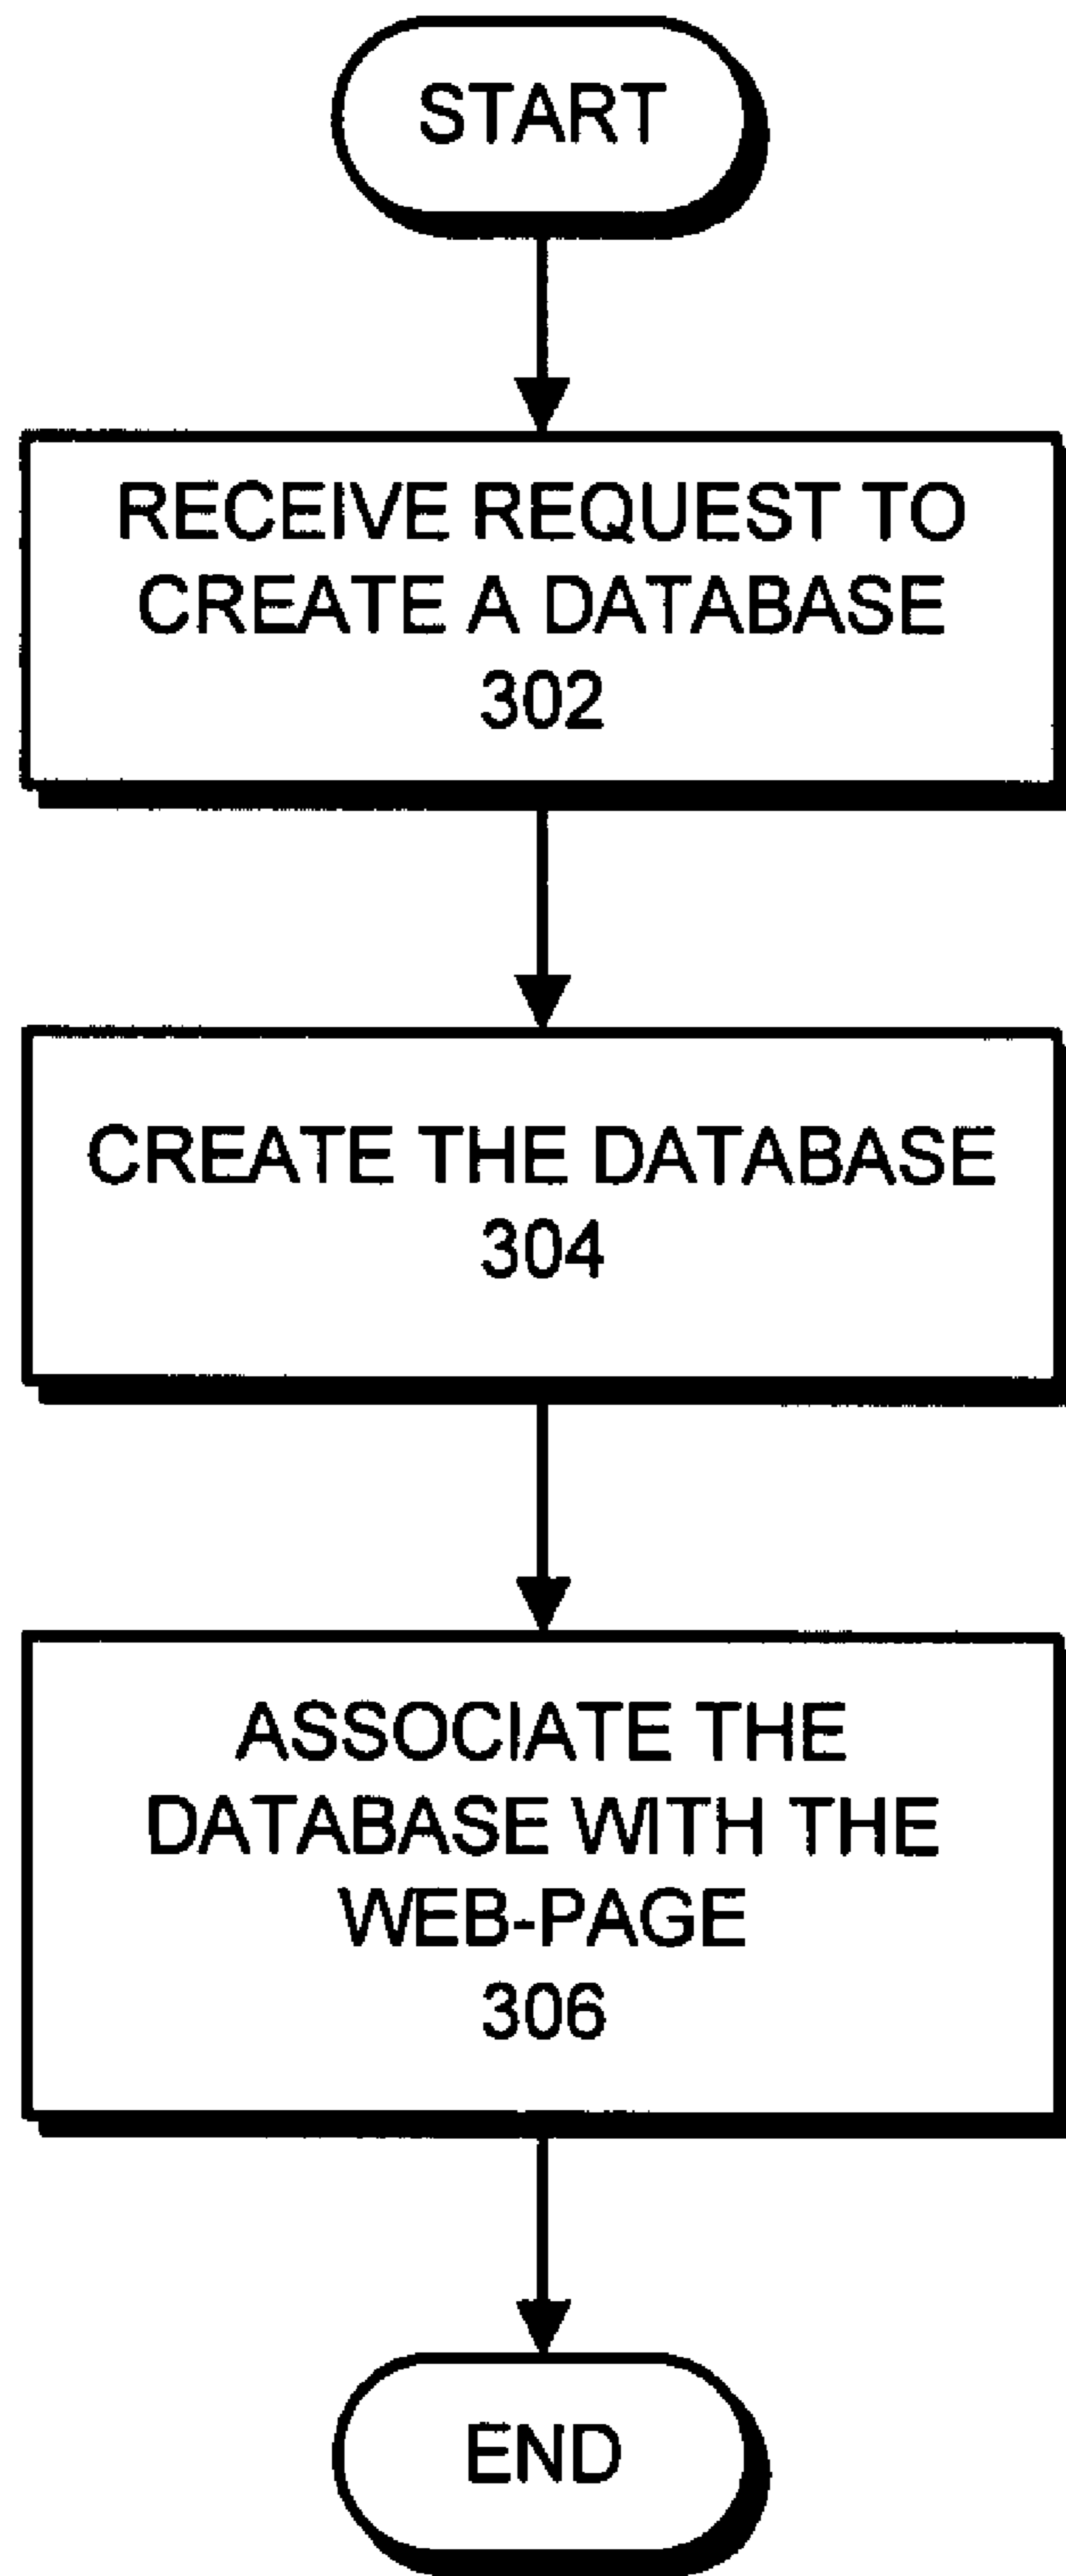 START
RECEIVE REQUEST TO
CREATE A DATABASE
302
CREATE THE DATABASE
304
ASSOCIATE THE
DATABASE WITH THE
WEB-PAGE
306
END